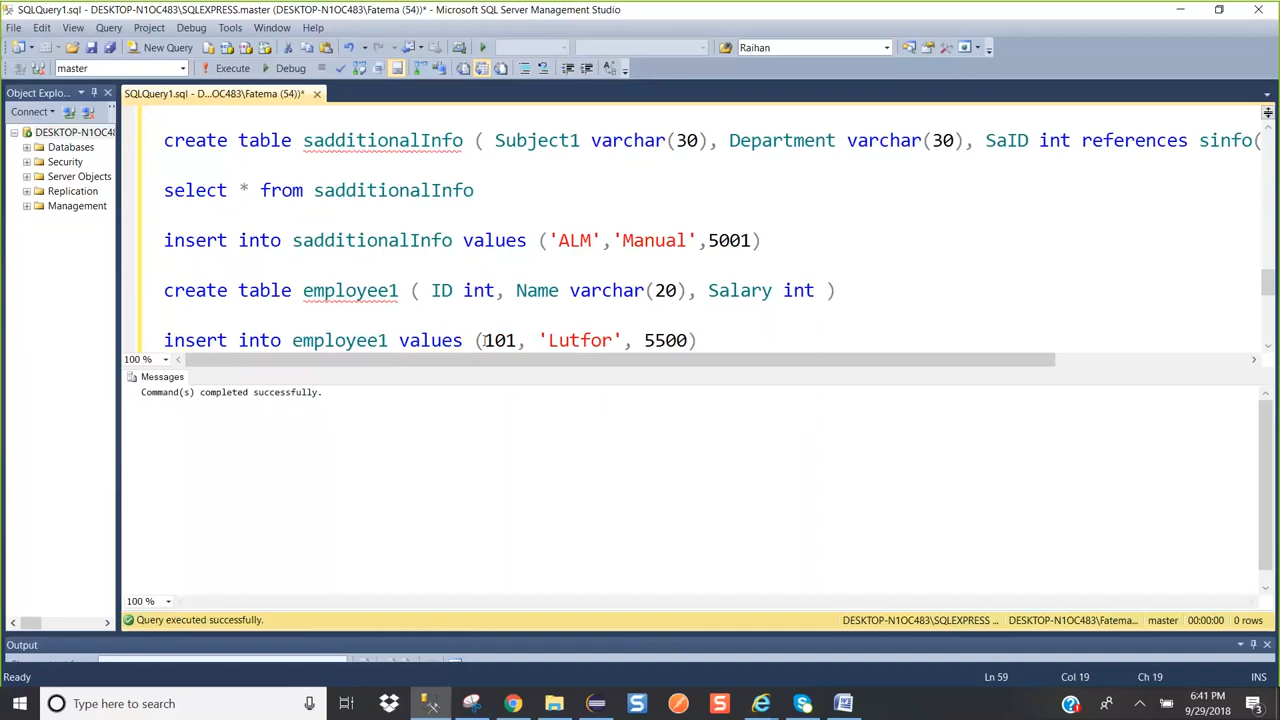 SQLQuery1.sql - DESKTOP-N1OC483\SQLEXPRESS.master (DESKTOP-N1OC483\Fatema (54))* - Microsoft SQL Server Management Studio
File Edit View Query Project Debug Tools Window Help
New Query Raihan
master Execute Debug
Object Explo... SQLQuery1.sql - D...OC483\Fatema (54))*
Connect
DESKTOP-N1OC48
Databases
Security
Server Objects
Replication
Management
create table sadditionalInfo ( Subject1 varchar(30), Department varchar(30), SaID int references sinfo(
select * from sadditionalInfo
insert into sadditionalInfo values ('ALM','Manual',5001)
create table employee1 ( ID int, Name varchar(20), Salary int )
insert into employee1 values (101, 'Lutfor', 5500)
100 %
Messages
Command(s) completed successfully.
100 %
Query executed successfully. DESKTOP-N1OC483\SQLEXPRESS ... DESKTOP-N1OC483\Fatema... master 00:00:00 0 rows
Output
Ready Ln 59 Col 19 Ch 19 INS
Type here to search
6:41 PM
9/29/2018
3